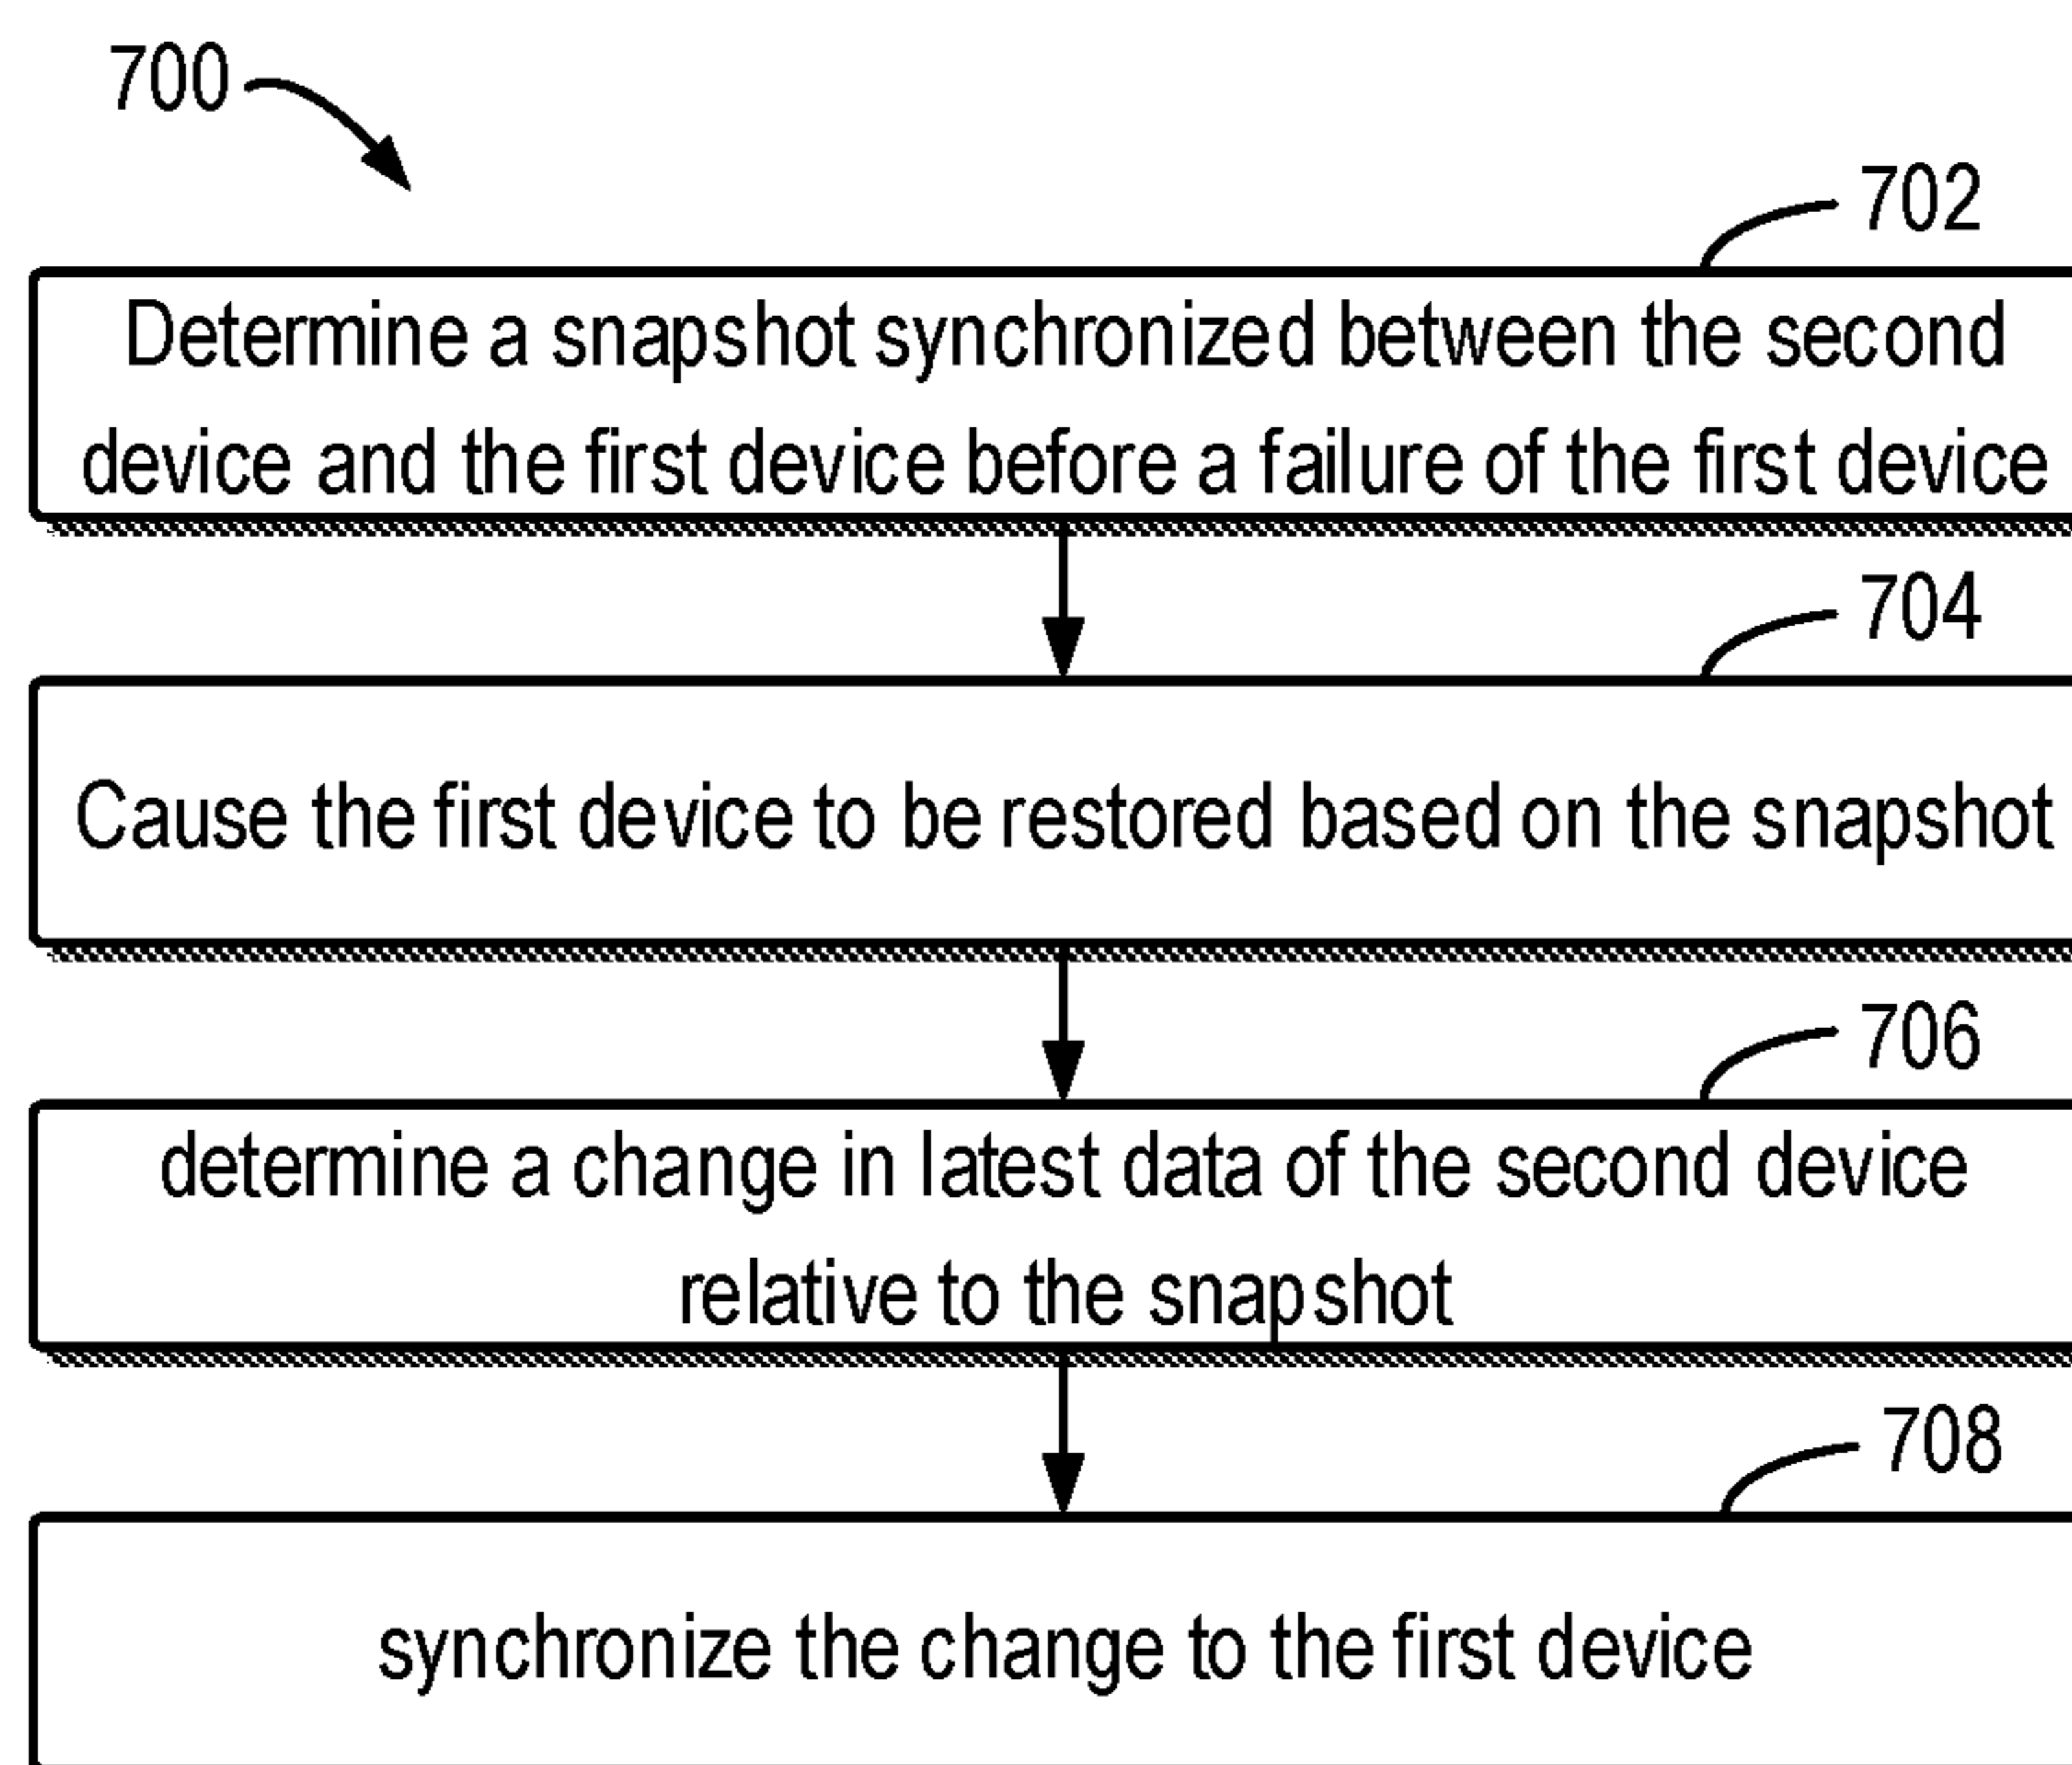 700
702
Determine a snapshot synchronized between the second
device and the first device before a failure of the first device
704
Cause the first device to be restored based on the snapshot
706
determine a change in latest data of the second device
relative to the snapshot
708
synchronize the change to the first device